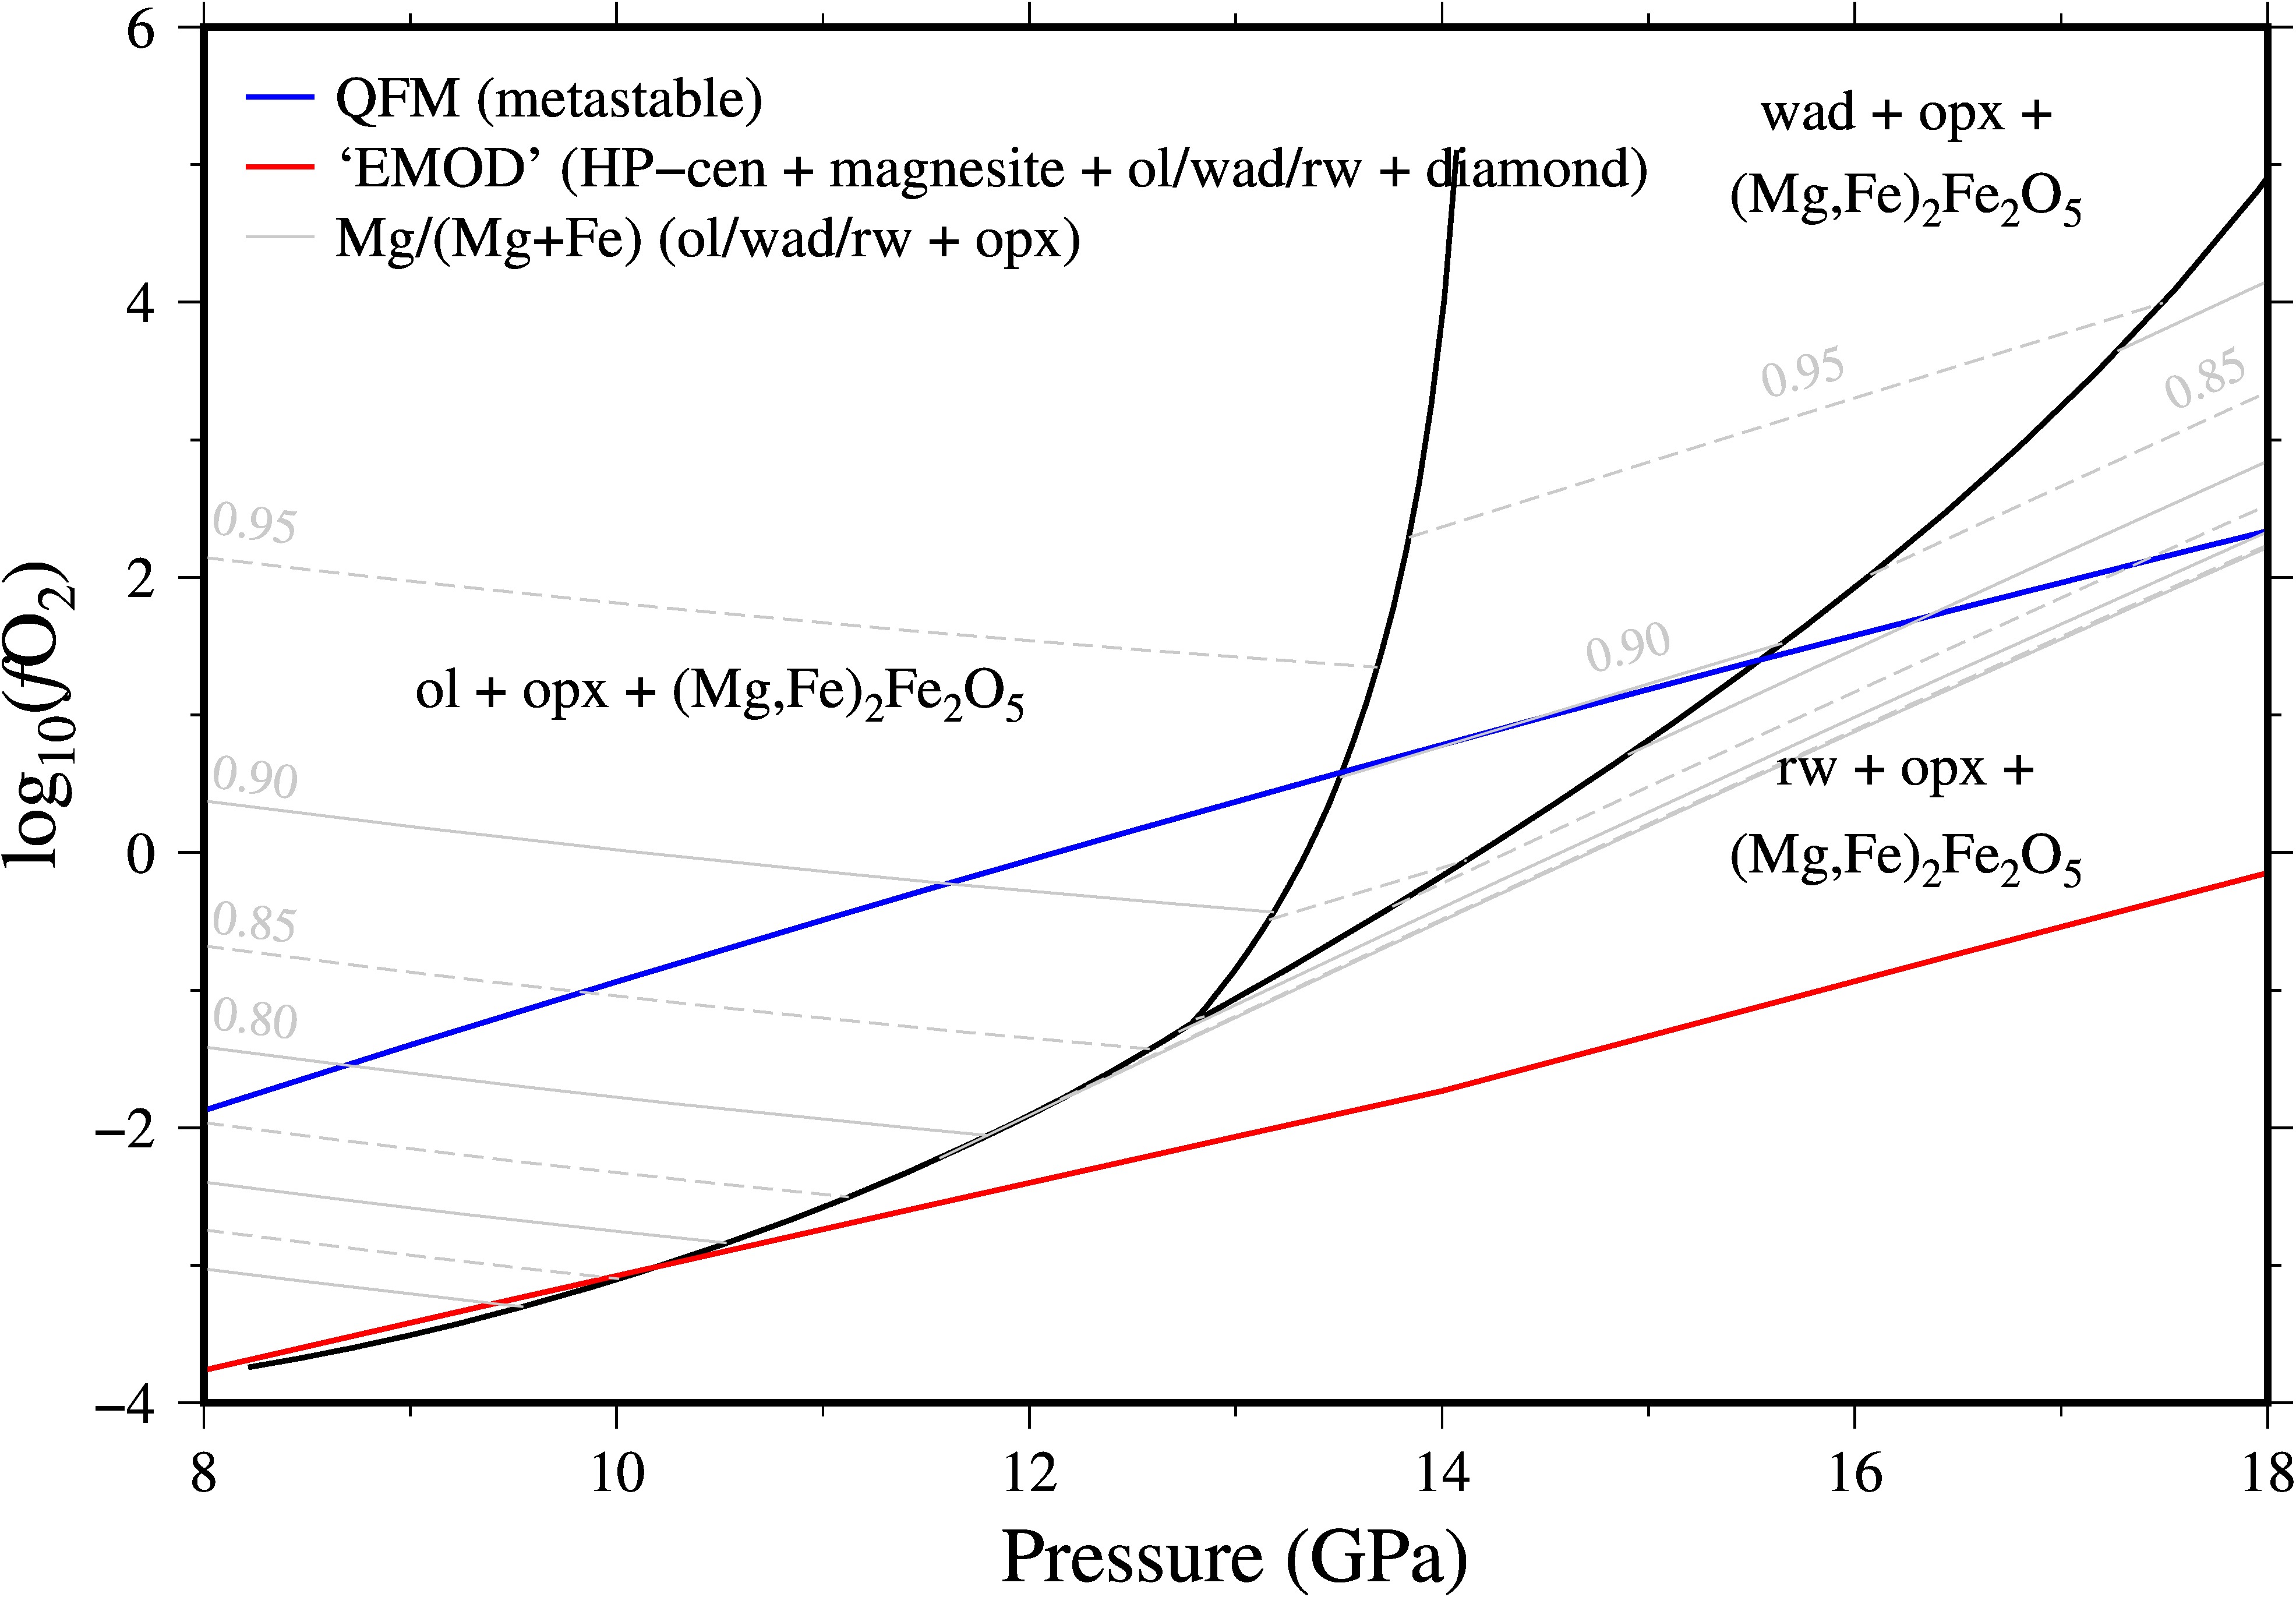 QFM (metastable)
‘EMOD’ (HP−cen + magnesite + ol/wad/rw + diamond)
Mg/(Mg+Fe) (ol/wad/rw + opx)
wad + opx +
(Mg,Fe)₂Fe₂O₅
0.95
0.85
0.95
0.90
ol + opx + (Mg,Fe)₂Fe₂O₅
0.90
rw + opx +
(Mg,Fe)₂Fe₂O₅
0.85
0.80
log₁₀(fO₂)
6
4
2
0
−2
−4
8
10
12
14
16
18
Pressure (GPa)